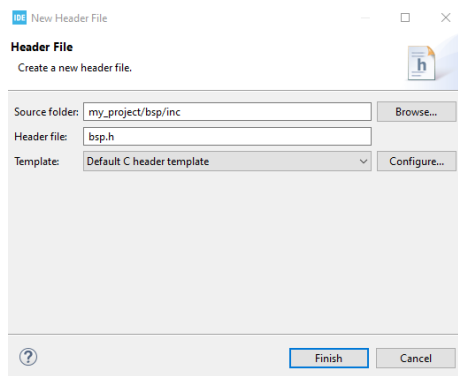 IDE New Header File
Header File
Create a new header file.
h
Source folder: my_project/bsp/inc Browse...
Header file: bsp.h
Template: Default C header template Configure...
? Finish Cancel